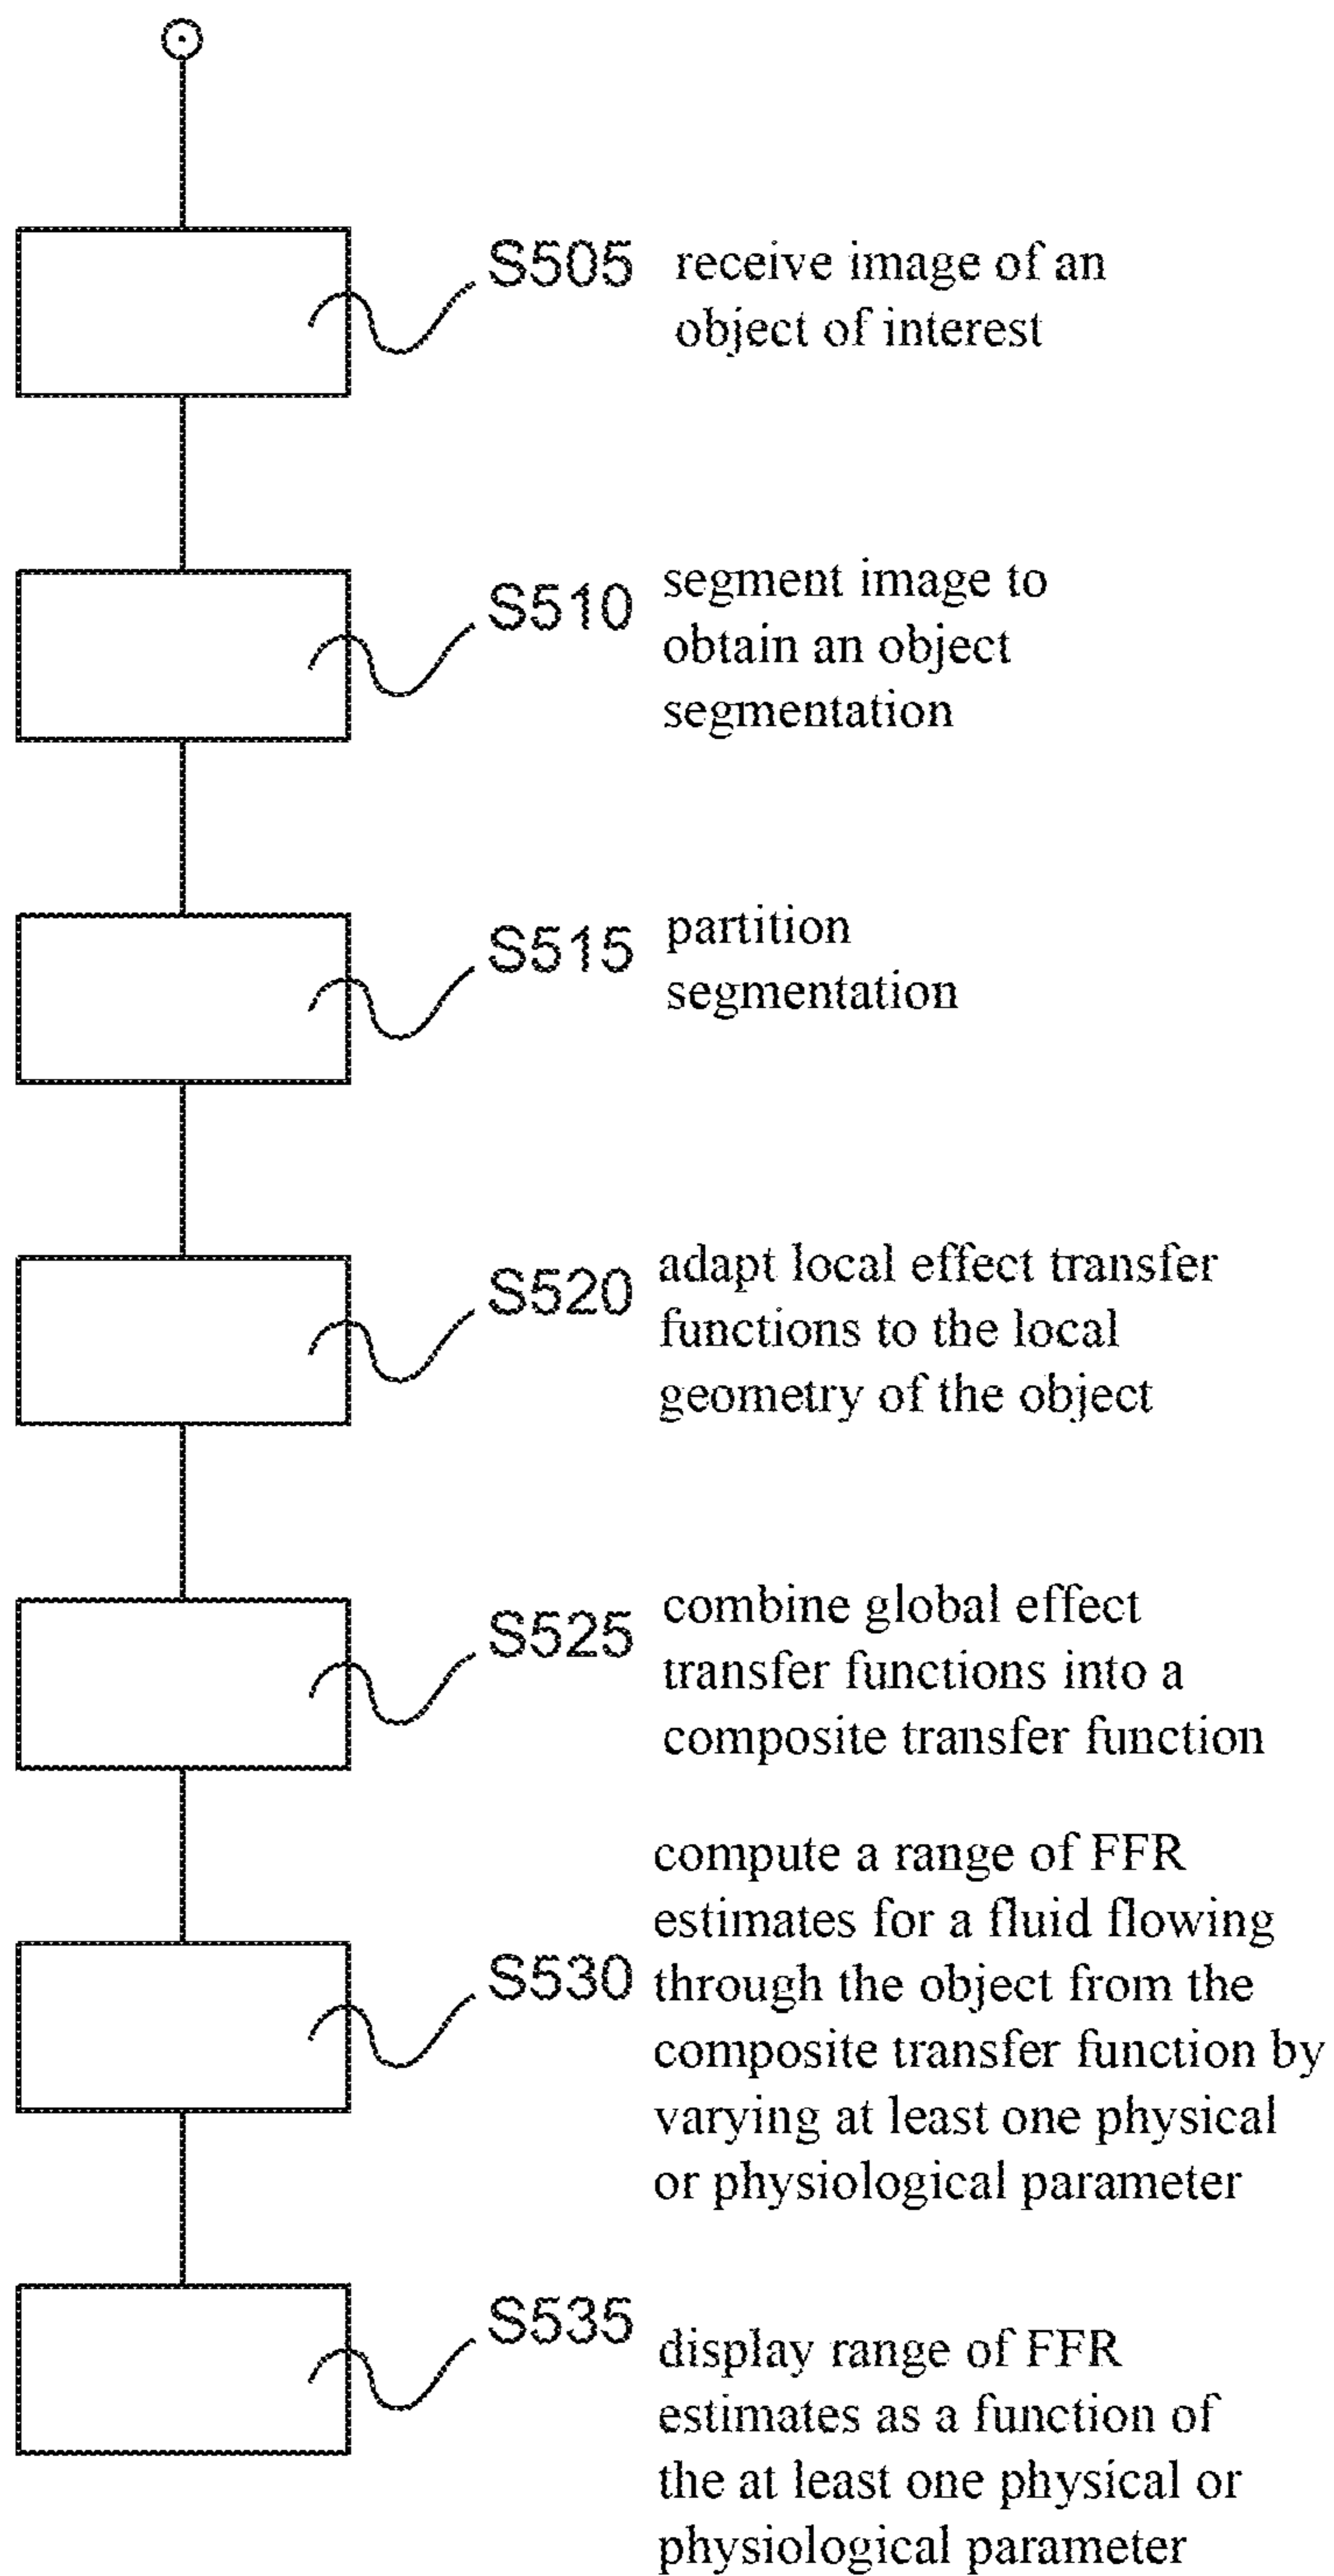 S505 receive image of an
object of interest
S510 segment image to
obtain an object
segmentation
S515 partition
segmentation
S520 adapt local effect transfer
functions to the local
geometry of the object
S525 combine global effect
transfer functions into a
composite transfer function
compute a range of FFR
estimates for a fluid flowing
S530 through the object from the
composite transfer function by
varying at least one physical
or physiological parameter
S535 display range of FFR
estimates as a function of
the at least one physical or
physiological parameter